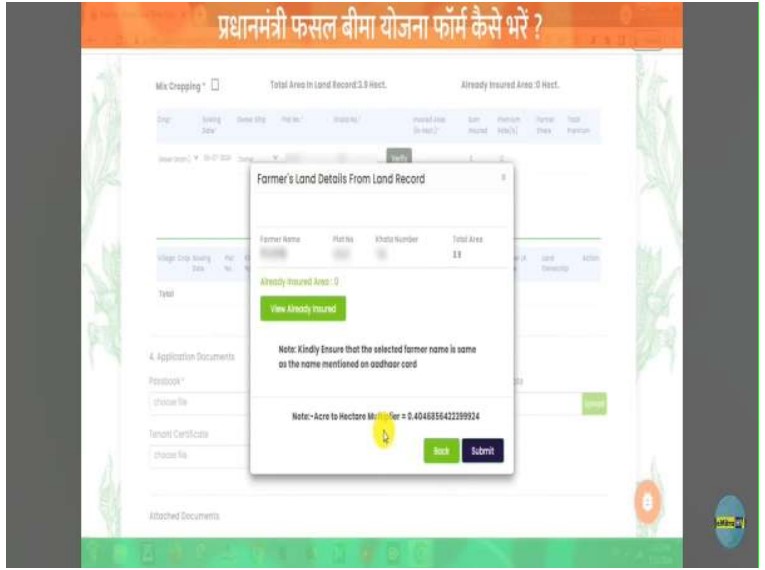 प्रधानमंत्री फसल बीमा योजना फॉर्म कैसे भरें ?
Mix Cropping * Total Area In Land Record:3.9 Hect. Already Insured Area :0 Hect.
Crop* Sowing Date* Owner Ship Plot No.* Khata No.* Insured Area (In Hect.)* Sum Insured Premium Rate(%) Farmer Share Total Premium
Verify
Farmer's Land Details From Land Record x
Farmer Name Plot No Khata Number Total Area
3.9
Already Insured Area : 0
View Already Insured
Note: Kindly Ensure that the selected farmer name is same
as the name mentioned on aadhaar card
Note:-Acre to Hectare Multiplier = 0.4046856422399924
Back Submit
Village Crop Sowing Date Plot No. Land Ownership Action
Total
4. Application Documents
Passbook *
choose file
Upload
Tenant Certificate
choose file
Attached Documents